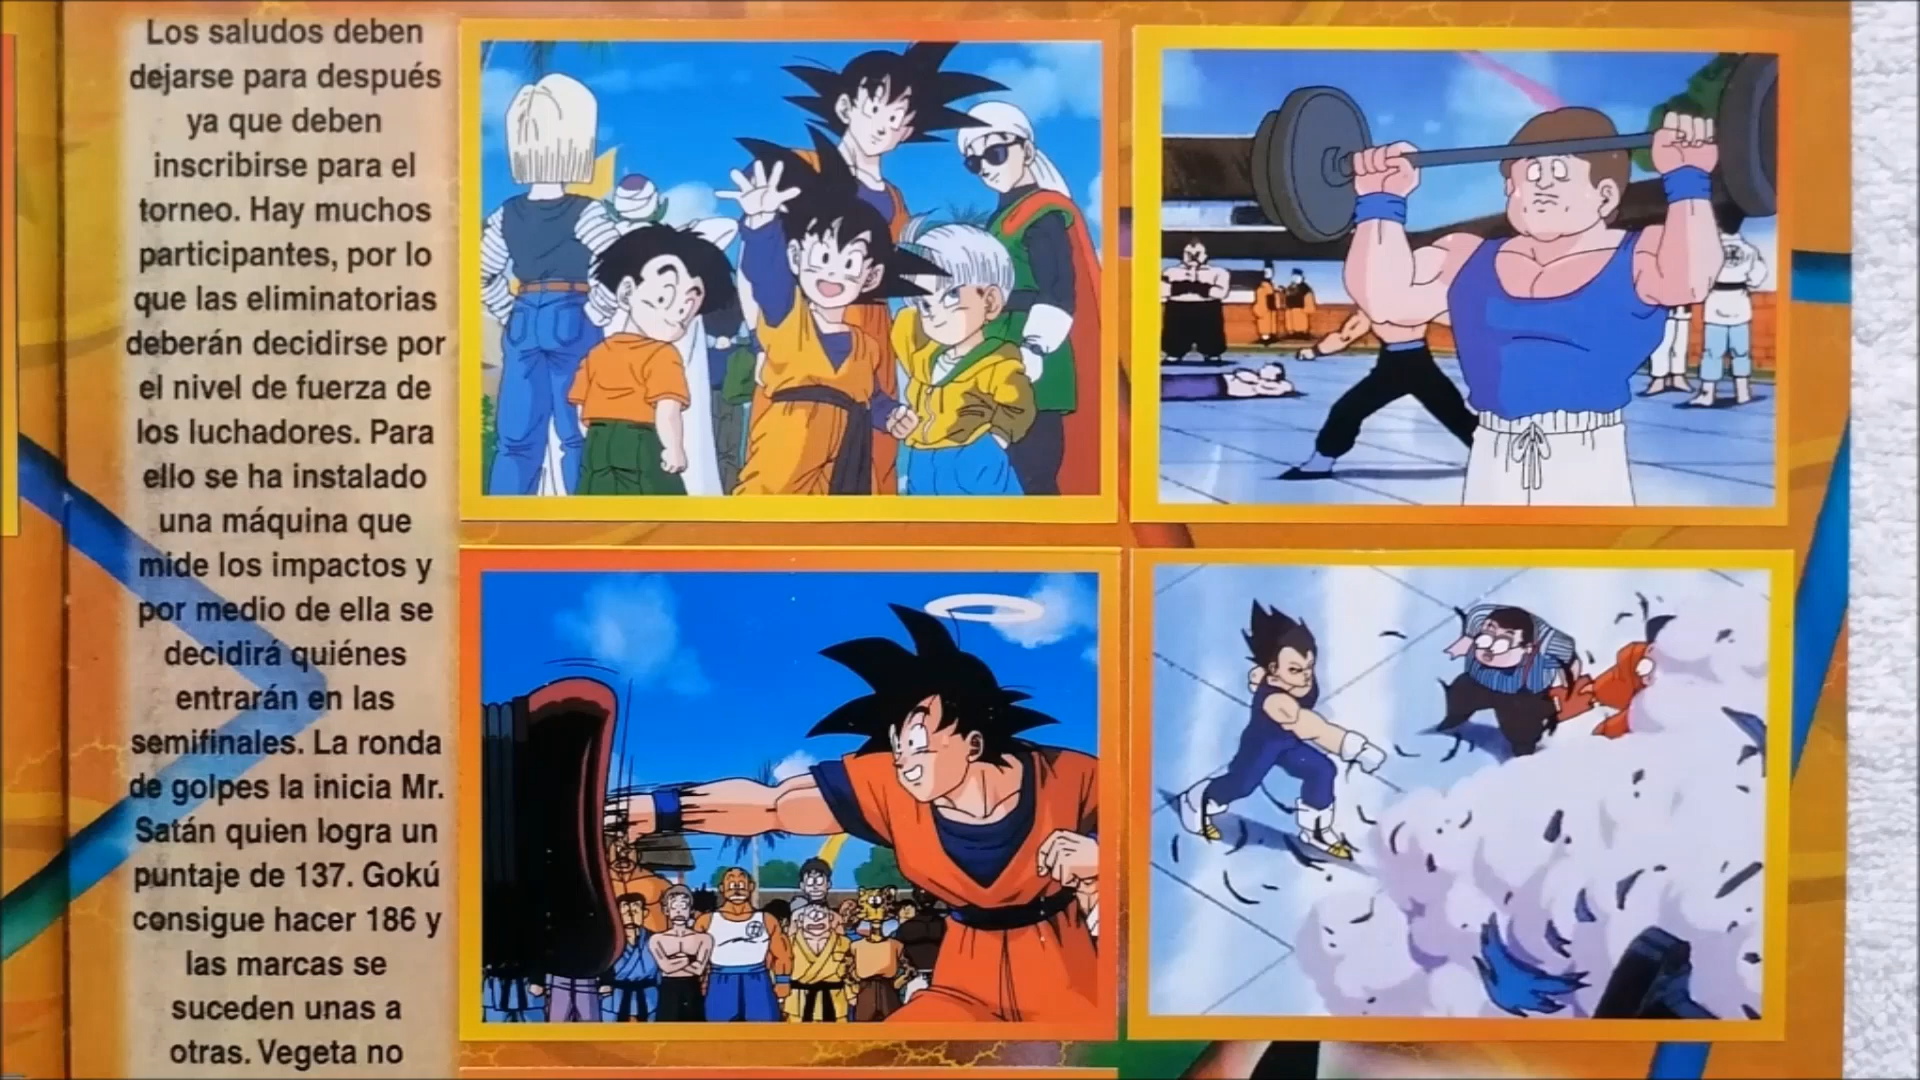 Los saludos deben
dejarse para después
ya que deben
inscribirse para el
torneo. Hay muchos
participantes, por lo
que las eliminatorias
deberán decidirse por
el nivel de fuerza de
los luchadores. Para
ello se ha instalado
una máquina que
mide los impactos y
por medio de ella se
decidirá quiénes
entrarán en las
semifinales. La ronda
de golpes la inicia Mr.
Satán quien logra un
puntaje de 137. Gokú
consigue hacer 186 y
las marcas se
suceden unas a
otras. Vegeta no